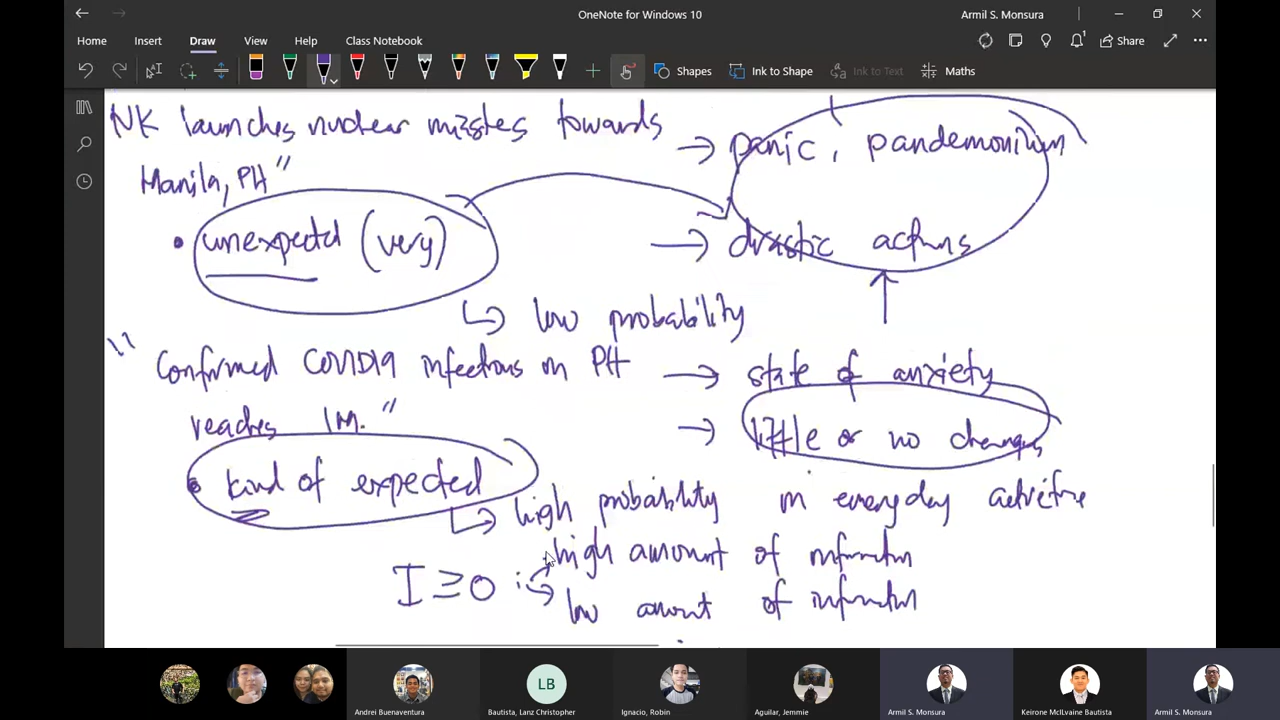 OneNote for Windows 10
Armil S. Monsura
Home Insert Draw View Help Class Notebook
Share
Shapes Ink to Shape Ink to Text Maths
NK launches nuclear missles towards → panic, pandemonium
Manila, PH"
• unexpected (very) → drastic actions
↳ low probability
" Confirmed COVID19 infections in PH → state of anxiety
reaches 1M." → little or no changes
• kind of expected
↳ high probability in everyday
high amount of information
I ≥ 0 :
low amount of information
Andrei Buenaventura
LB
Bautista, Lanz Christopher
Ignacio, Robin
Aguilar, Jemmie
Armil S. Monsura
Keirone McIlvaine Bautista
Armil S. Monsura